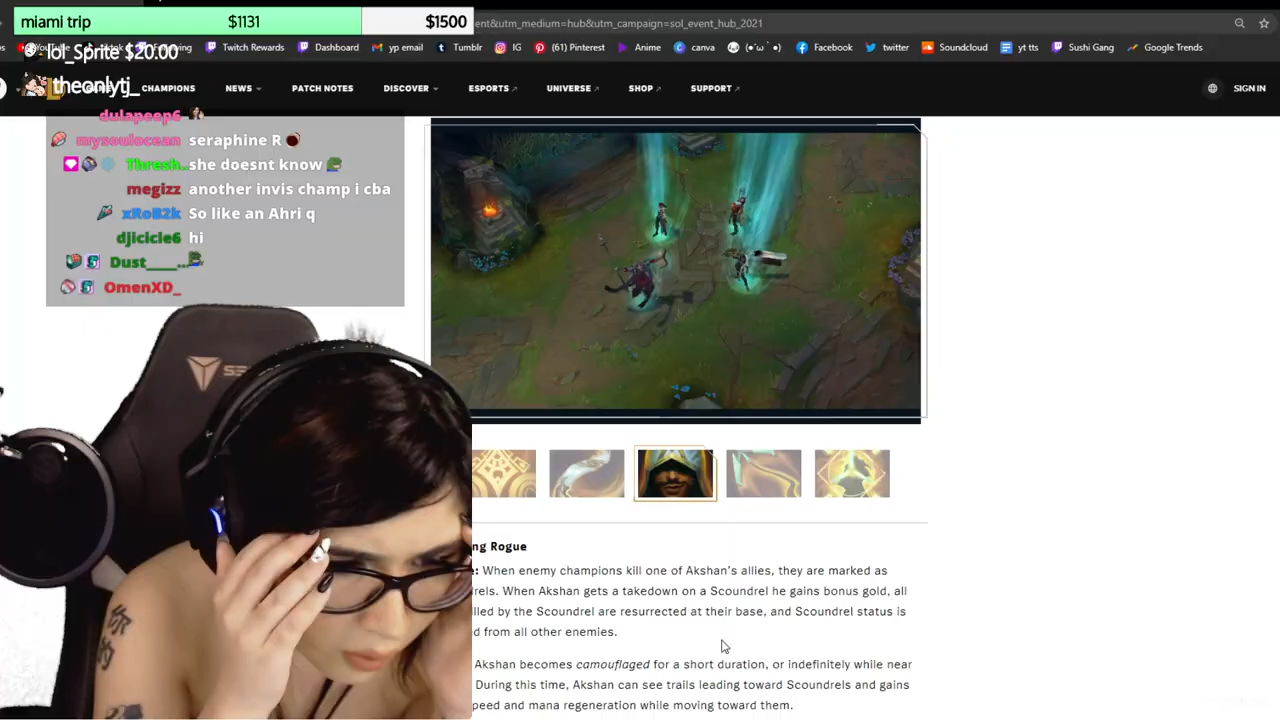 miami trip $1131 $1500
ent&utm_medium=hub&utm_campaign=sol_event_hub_2021
YouTube
Twitch Rewards
Dashboard
yp email
Tumblr
IG
(61) Pinterest
Anime
canva
Facebook
twitter
Soundcloud
yt tts
Sushi Gang
Google Trends
lol_Sprite $20.00
theonlytj_
CHAMPIONS
NEWS
PATCH NOTES
DISCOVER
ESPORTS
UNIVERSE
SHOP
SUPPORT
SIGN IN
dulapeep6
mysoulocean seraphine R
Thresh.. she doesnt know
megizz another invis champ i cba
xRoB2k So like an Ahri q
djicicle6 hi
Dust____...
OmenXD_
SE
你
的
ng Rogue
e: When enemy champions kill one of Akshan's allies, they are marked as
rels. When Akshan gets a takedown on a Scoundrel he gains bonus gold, all
lled by the Scoundrel are resurrected at their base, and Scoundrel status is
d from all other enemies.
Akshan becomes camouflaged for a short duration, or indefinitely while near
During this time, Akshan can see trails leading toward Scoundrels and gains
peed and mana regeneration while moving toward them.